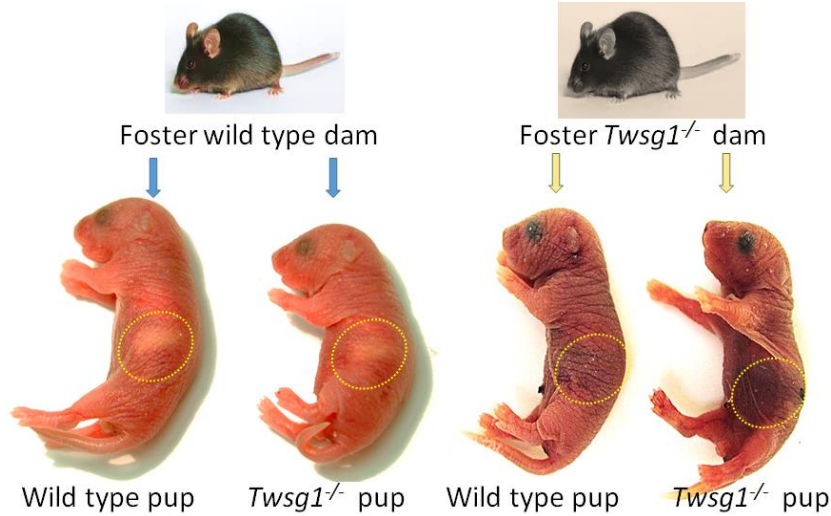 Foster wild type dam
Foster Twsg1-/- dam
Wild type pup
Twsg1-/- pup
Wild type pup
Twsg1-/- pup